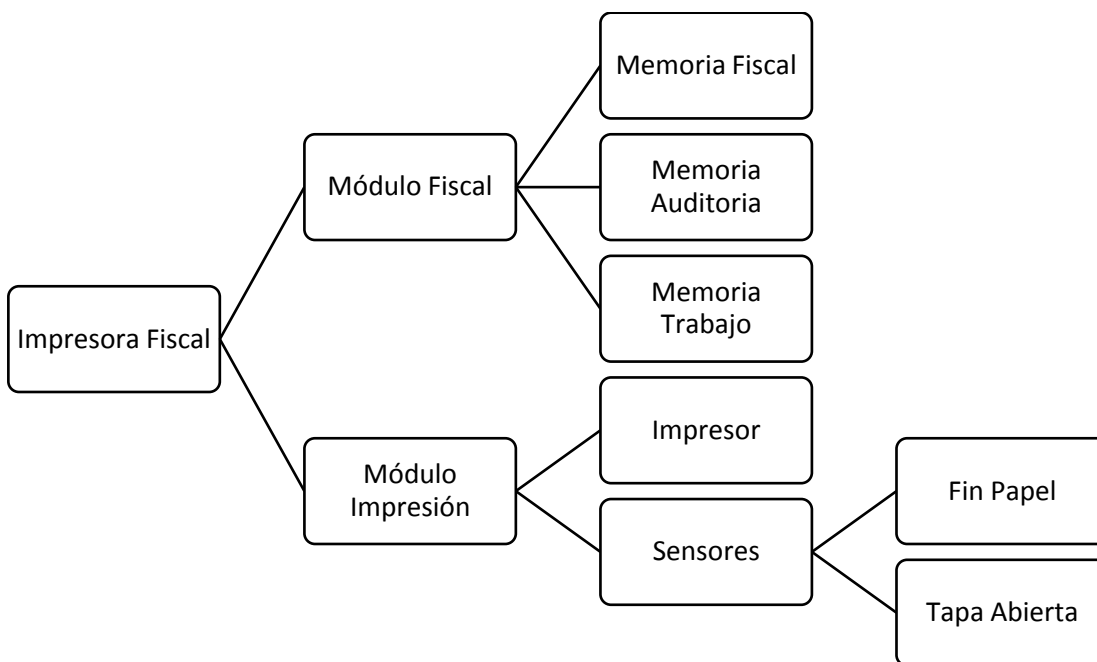 Memoria Fiscal
Módulo Fiscal
Memoria
Auditoria
Memoria
Trabajo
Impresora Fiscal
Impresor
Módulo
Impresión
Sensores
Fin Papel
Tapa Abierta